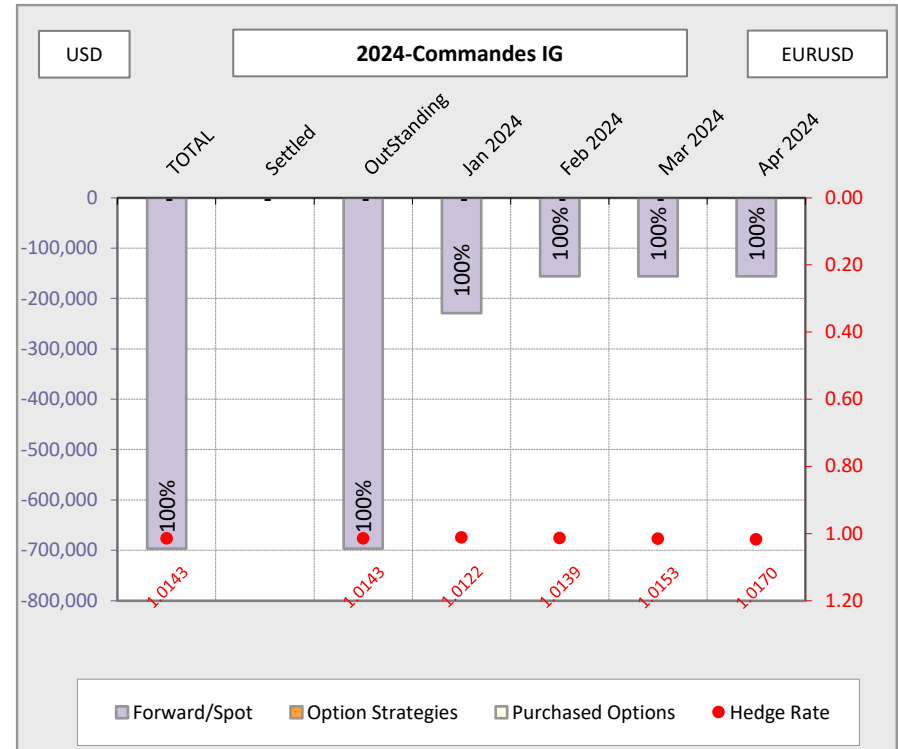 USD
2024-Commandes IG
EURUSD
TOTAL
Settled
OutStanding
Jan 2024
Feb 2024
Mar 2024
Apr 2024
0
-100,000
-200,000
-300,000
-400,000
-500,000
-600,000
-700,000
-800,000
0.00
0.20
0.40
0.60
0.80
1.00
1.20
100%
100%
100%
100%
100%
100%
1.0143
1.0143
1.0122
1.0139
1.0153
1.0170
Forward/Spot
Option Strategies
Purchased Options
Hedge Rate